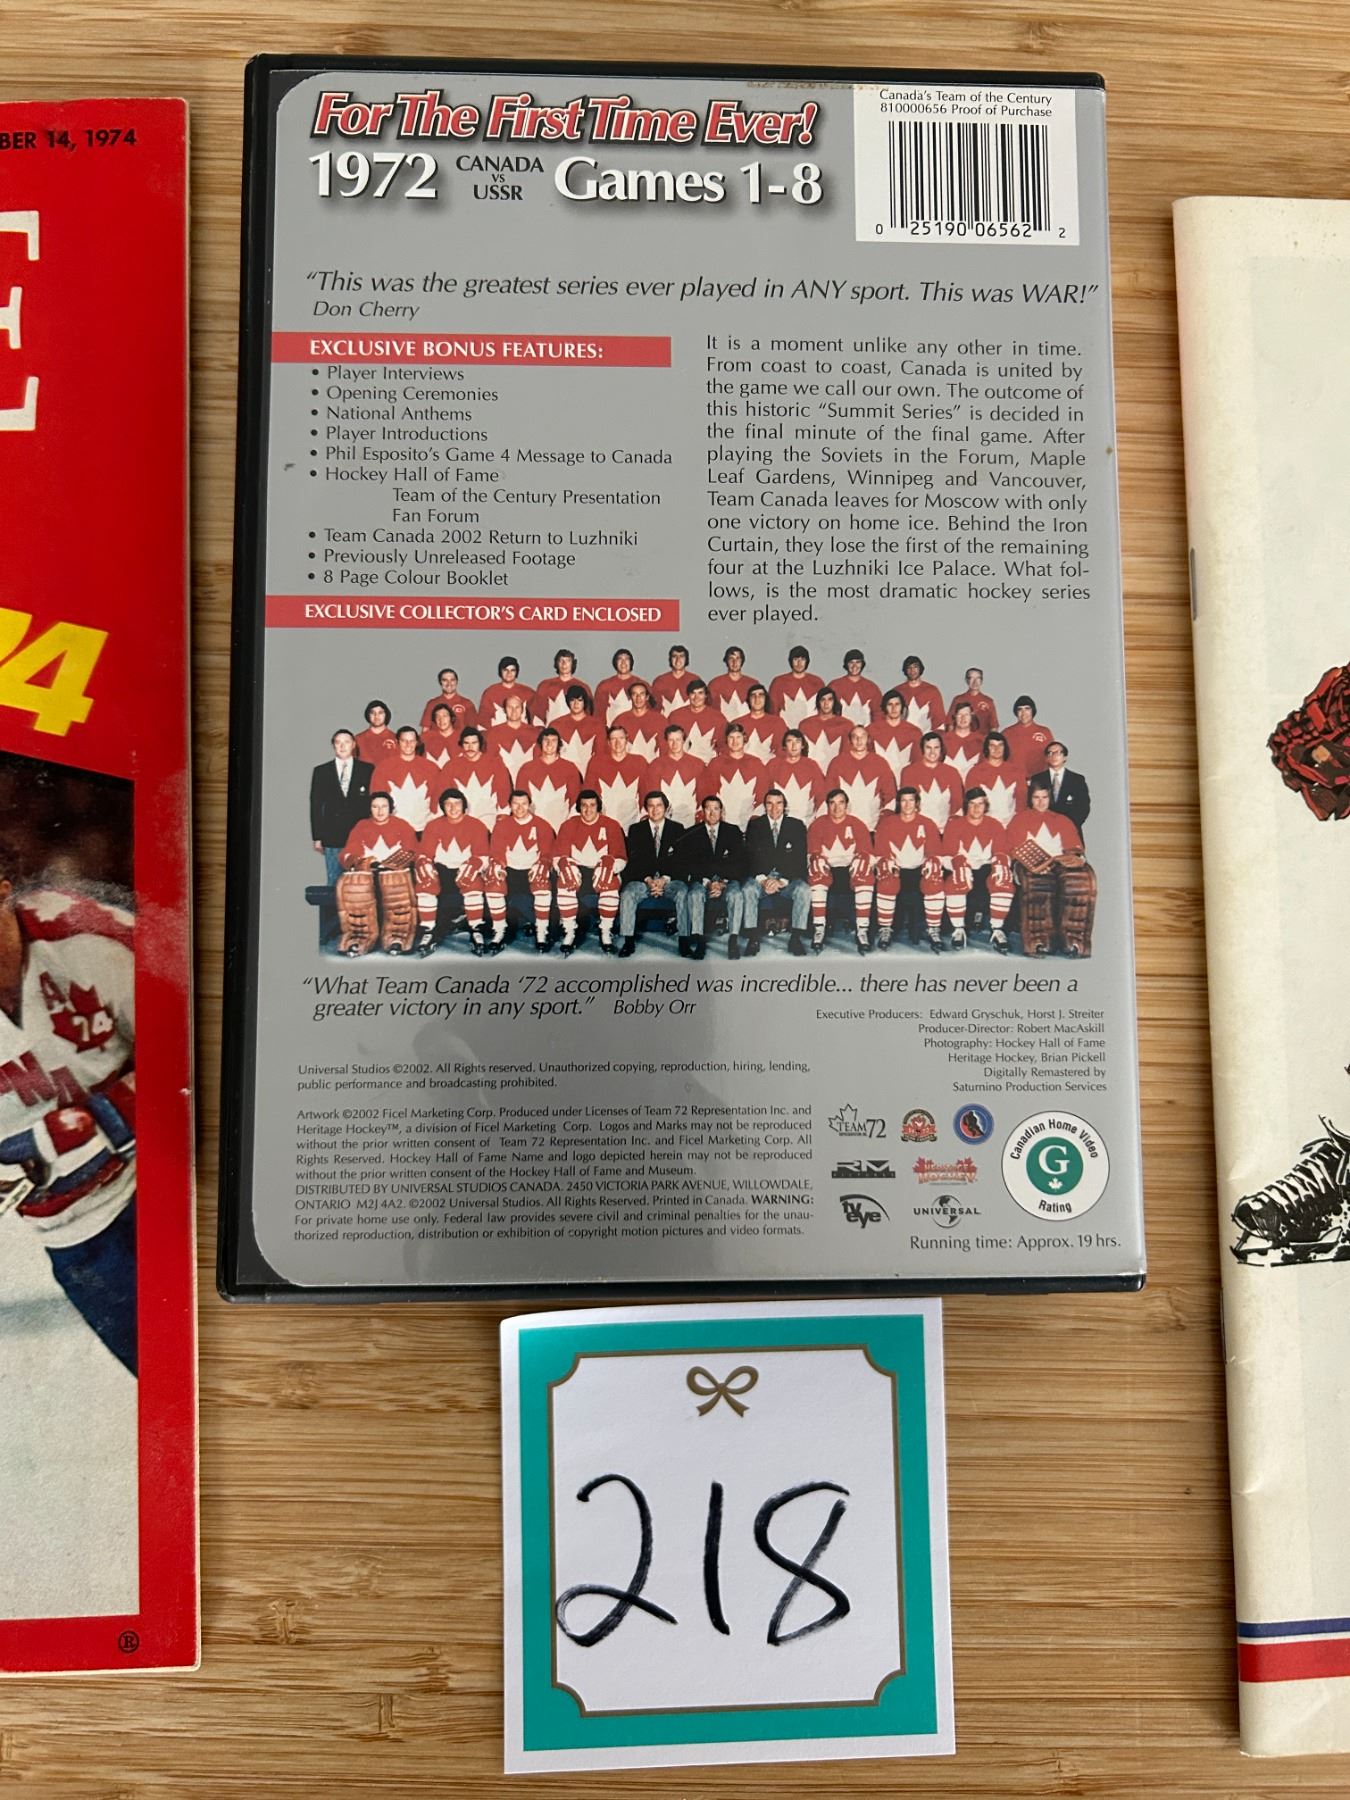 BER 14, 1974
74
A
74
®
For The First Time Ever!
1972 CANADA VS USSR Games 1-8
Canada's Team of the Century
810000656 Proof of Purchase
0 25190 06562 2
"This was the greatest series ever played in ANY sport. This was WAR!"
Don Cherry
EXCLUSIVE BONUS FEATURES:
• Player Interviews
• Opening Ceremonies
• National Anthems
• Player Introductions
• Phil Esposito's Game 4 Message to Canada
• Hockey Hall of Fame
Team of the Century Presentation
Fan Forum
• Team Canada 2002 Return to Luzhniki
• Previously Unreleased Footage
• 8 Page Colour Booklet
EXCLUSIVE COLLECTOR'S CARD ENCLOSED
It is a moment unlike any other in time.
From coast to coast, Canada is united by
the game we call our own. The outcome of
this historic "Summit Series" is decided in
the final minute of the final game. After
playing the Soviets in the Forum, Maple
Leaf Gardens, Winnipeg and Vancouver,
Team Canada leaves for Moscow with only
one victory on home ice. Behind the Iron
Curtain, they lose the first of the remaining
four at the Luzhniki Ice Palace. What fol-
lows, is the most dramatic hockey series
ever played.
"What Team Canada '72 accomplished was incredible... there has never been a
greater victory in any sport." Bobby Orr
Executive Producers: Edward Gryschuk, Horst J. Streiter
Producer-Director: Robert MacAskill
Photography: Hockey Hall of Fame
Heritage Hockey, Brian Pickell
Digitally Remastered by
Saturnino Production Services
Universal Studios ©2002. All Rights reserved. Unauthorized copying, reproduction, hiring, lending,
public performance and broadcasting prohibited.
Artwork ©2002 Ficel Marketing Corp. Produced under Licenses of Team 72 Representation Inc. and
Heritage Hockey™, a division of Ficel Marketing Corp. Logos and Marks may not be reproduced
without the prior written consent of Team 72 Representation Inc. and Ficel Marketing Corp. All
Rights Reserved. Hockey Hall of Fame Name and logo depicted herein may not be reproduced
without the prior written consent of the Hockey Hall of Fame and Museum.
DISTRIBUTED BY UNIVERSAL STUDIOS CANADA. 2450 VICTORIA PARK AVENUE, WILLOWDALE,
ONTARIO M2J 4A2. ©2002 Universal Studios. All Rights Reserved. Printed in Canada. WARNING:
For private home use only. Federal law provides severe civil and criminal penalties for the unau-
thorized reproduction, distribution or exhibition of copyright motion pictures and video formats.
TEAM 72
RM
HERITAGE HOCKEY
tv eye
UNIVERSAL
Canadian Home Video
G
Rating
Running time: Approx. 19 hrs.
218